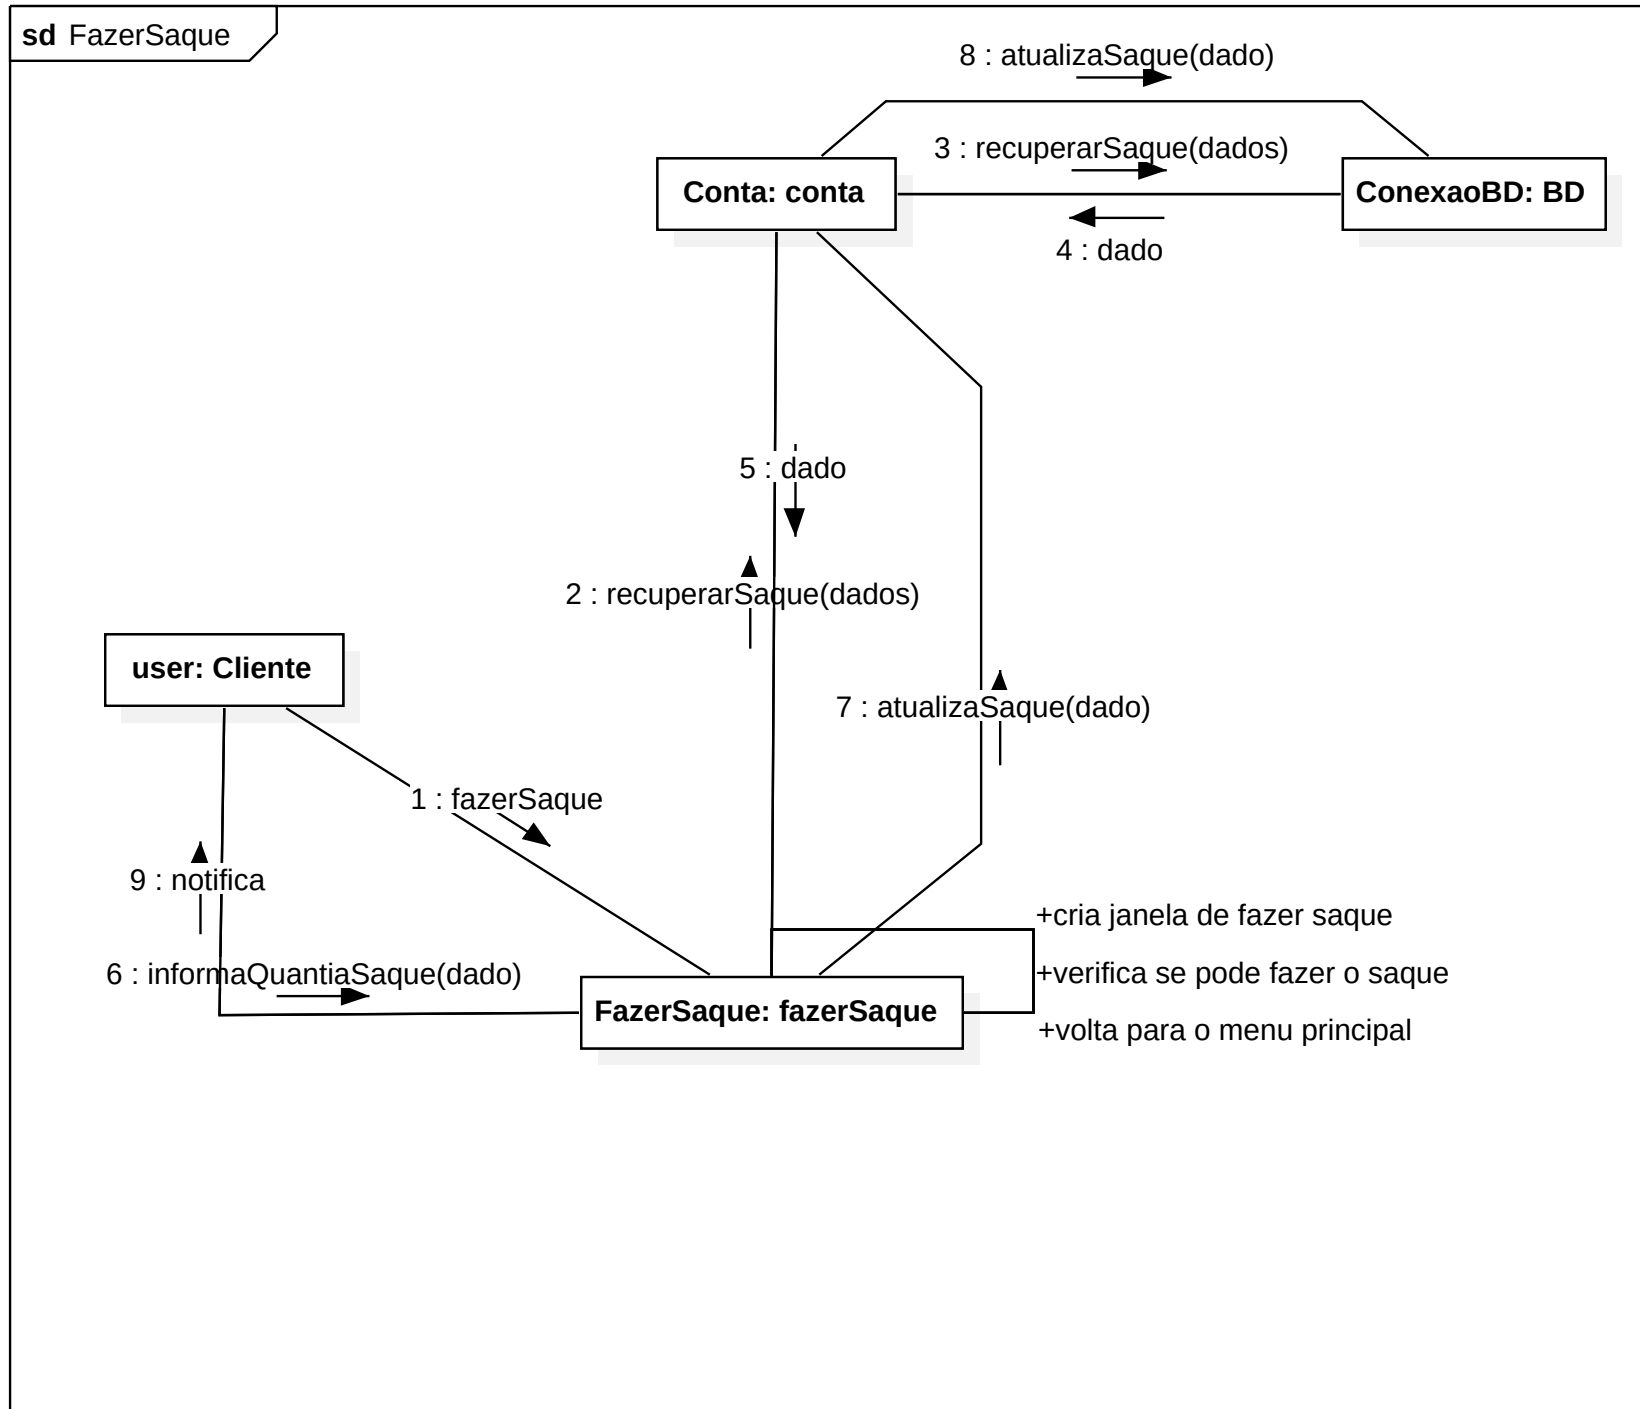 sd FazerSaque
8 : atualizaSaque(dado)
3 : recuperarSaque(dados)
Conta: conta
ConexaoBD: BD
4 : dado
5 : dado
2 : recuperarSaque(dados)
user: Cliente
7 : atualizaSaque(dado)
1 : fazerSaque
9 : notifica
+cria janela de fazer saque
6 : informaQuantiaSaque(dado)
+verifica se pode fazer o saque
FazerSaque: fazerSaque
+volta para o menu principal